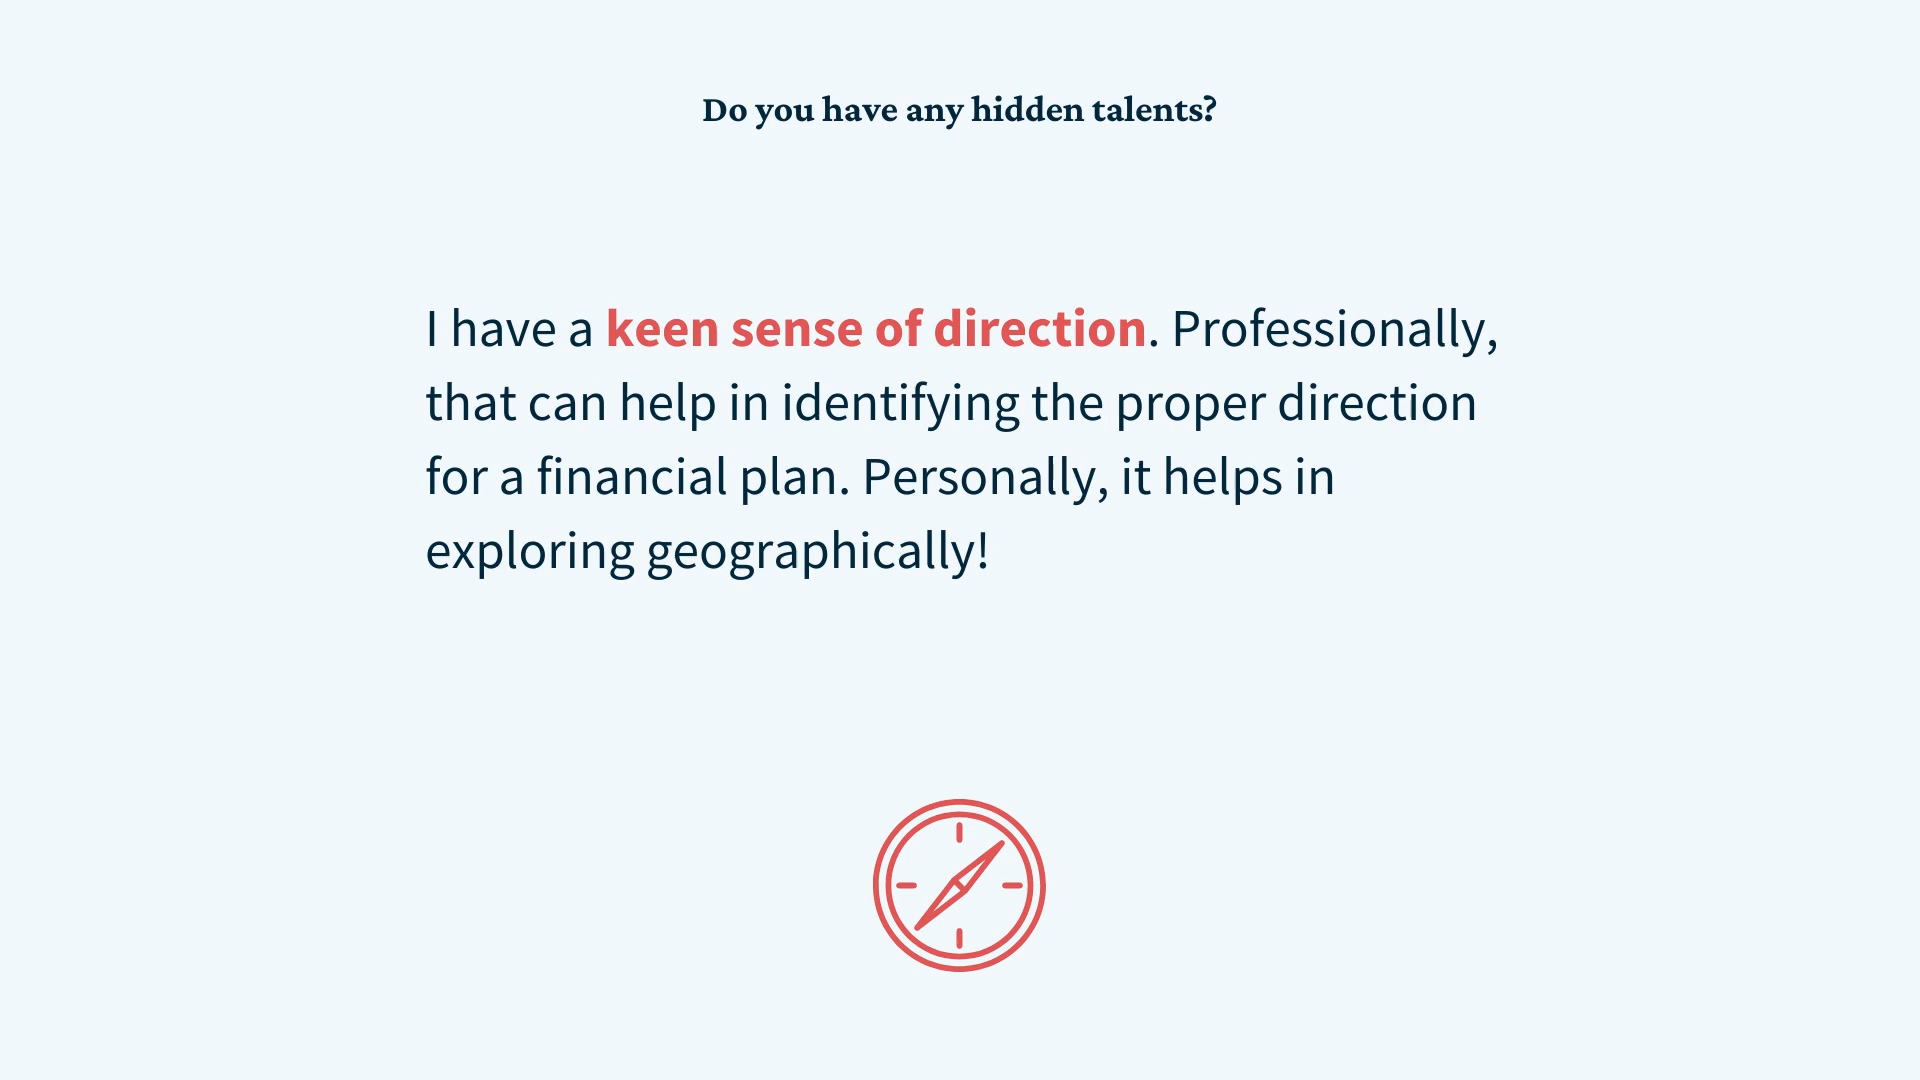 Do you have any hidden talents?
I have a keen sense of direction. Professionally,
that can help in identifying the proper direction
for a financial plan. Personally, it helps in
exploring geographically!